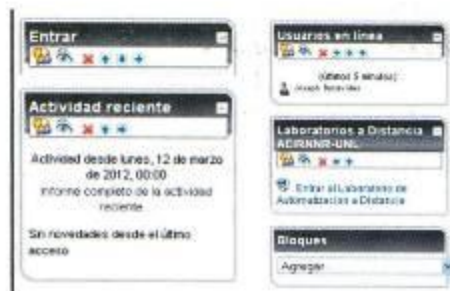 Entrar
Actividad reciente
Actividad desde lunes, 12 de marzo
de 2012, 00:00
Informe completo de la actividad
reciente
Sin novedades desde el último
acceso
Usuarios en línea
(últimos 5 minutos)
Joseph
Laboratorios a Distancia
Entrar al Laboratorio de
Automatización a Distancia
Bloques
Agregar